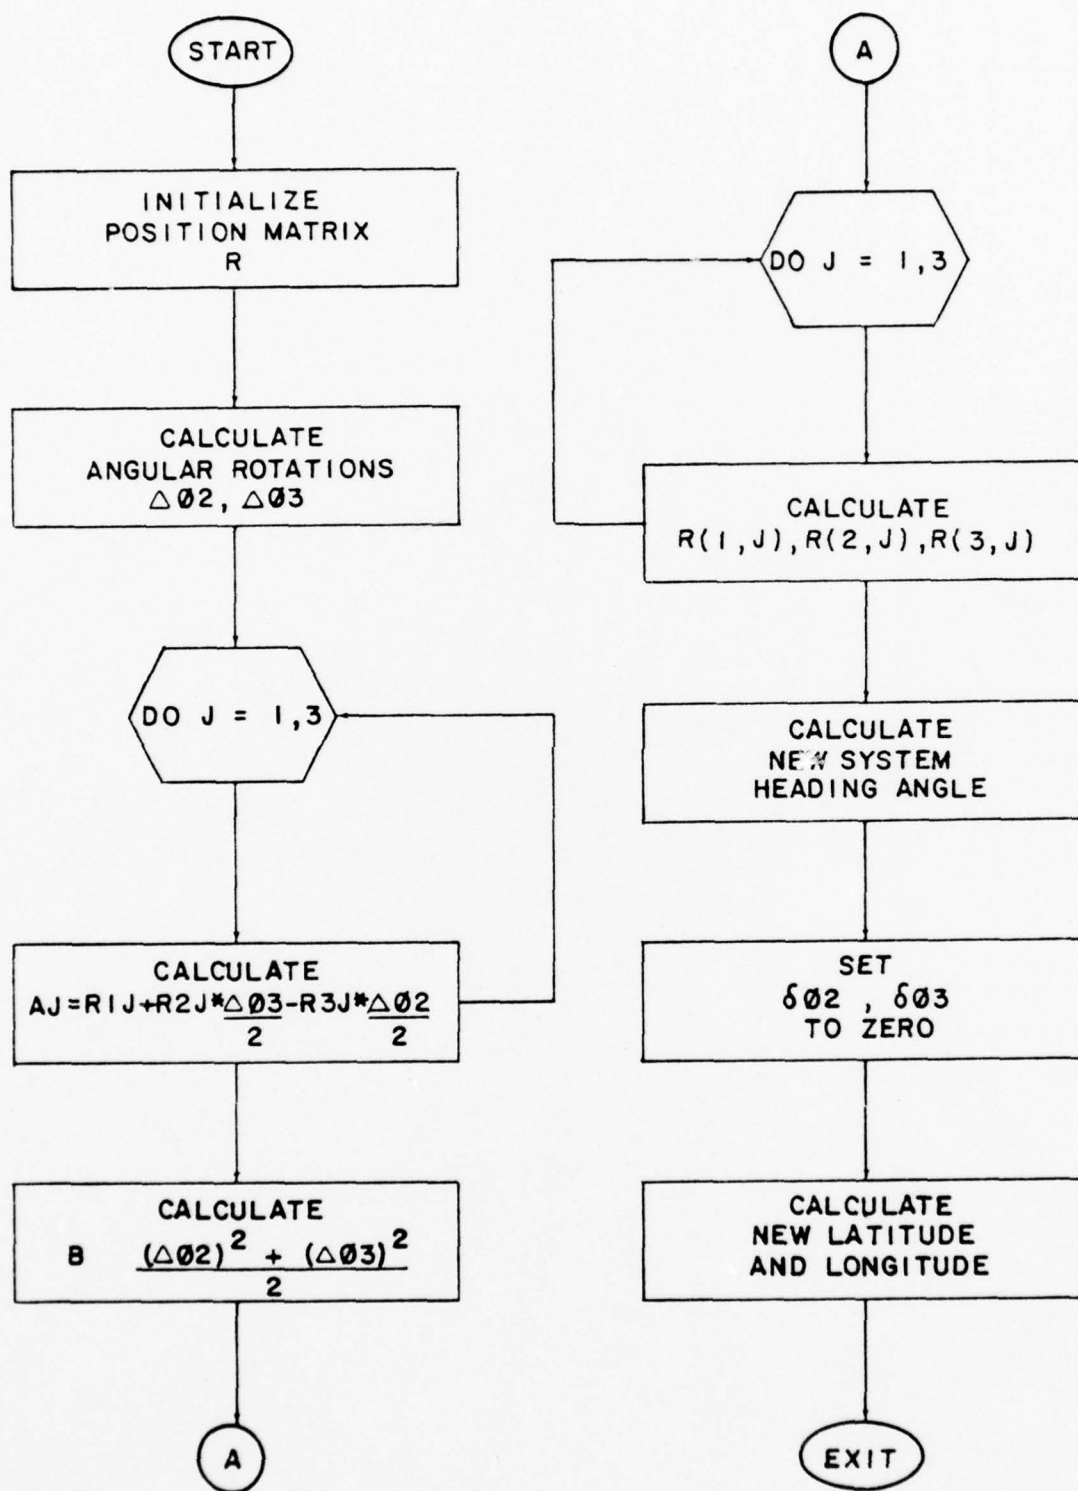 START
INITIALIZE
POSITION MATRIX
R
CALCULATE
ANGULAR ROTATIONS
△Ø2, △Ø3
DO J = 1,3
CALCULATE
AJ=R1J+R2J*△Ø3/2-R3J*△Ø2/2
CALCULATE
B (△Ø2)² + (△Ø3)²
2
A
A
DO J = 1,3
CALCULATE
R(1,J),R(2,J),R(3,J)
CALCULATE
NEW SYSTEM
HEADING ANGLE
SET
δØ2 , δØ3
TO ZERO
CALCULATE
NEW LATITUDE
AND LONGITUDE
EXIT